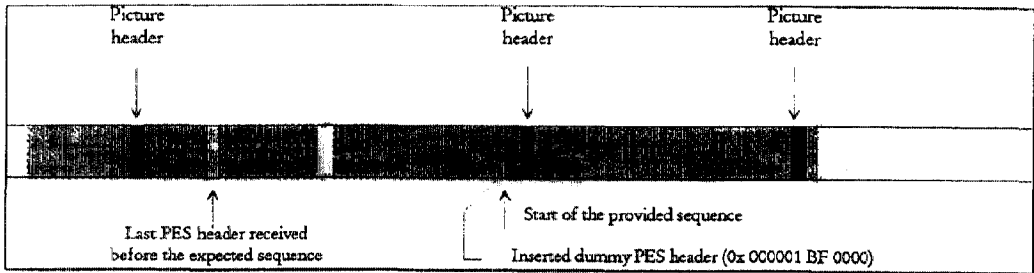 Picture
header
Picture
header
Picture
header
Last PES header received
before the expected sequence
Start of the provided sequence
Inserted dummy PES header (0x 000001 BF 0000)